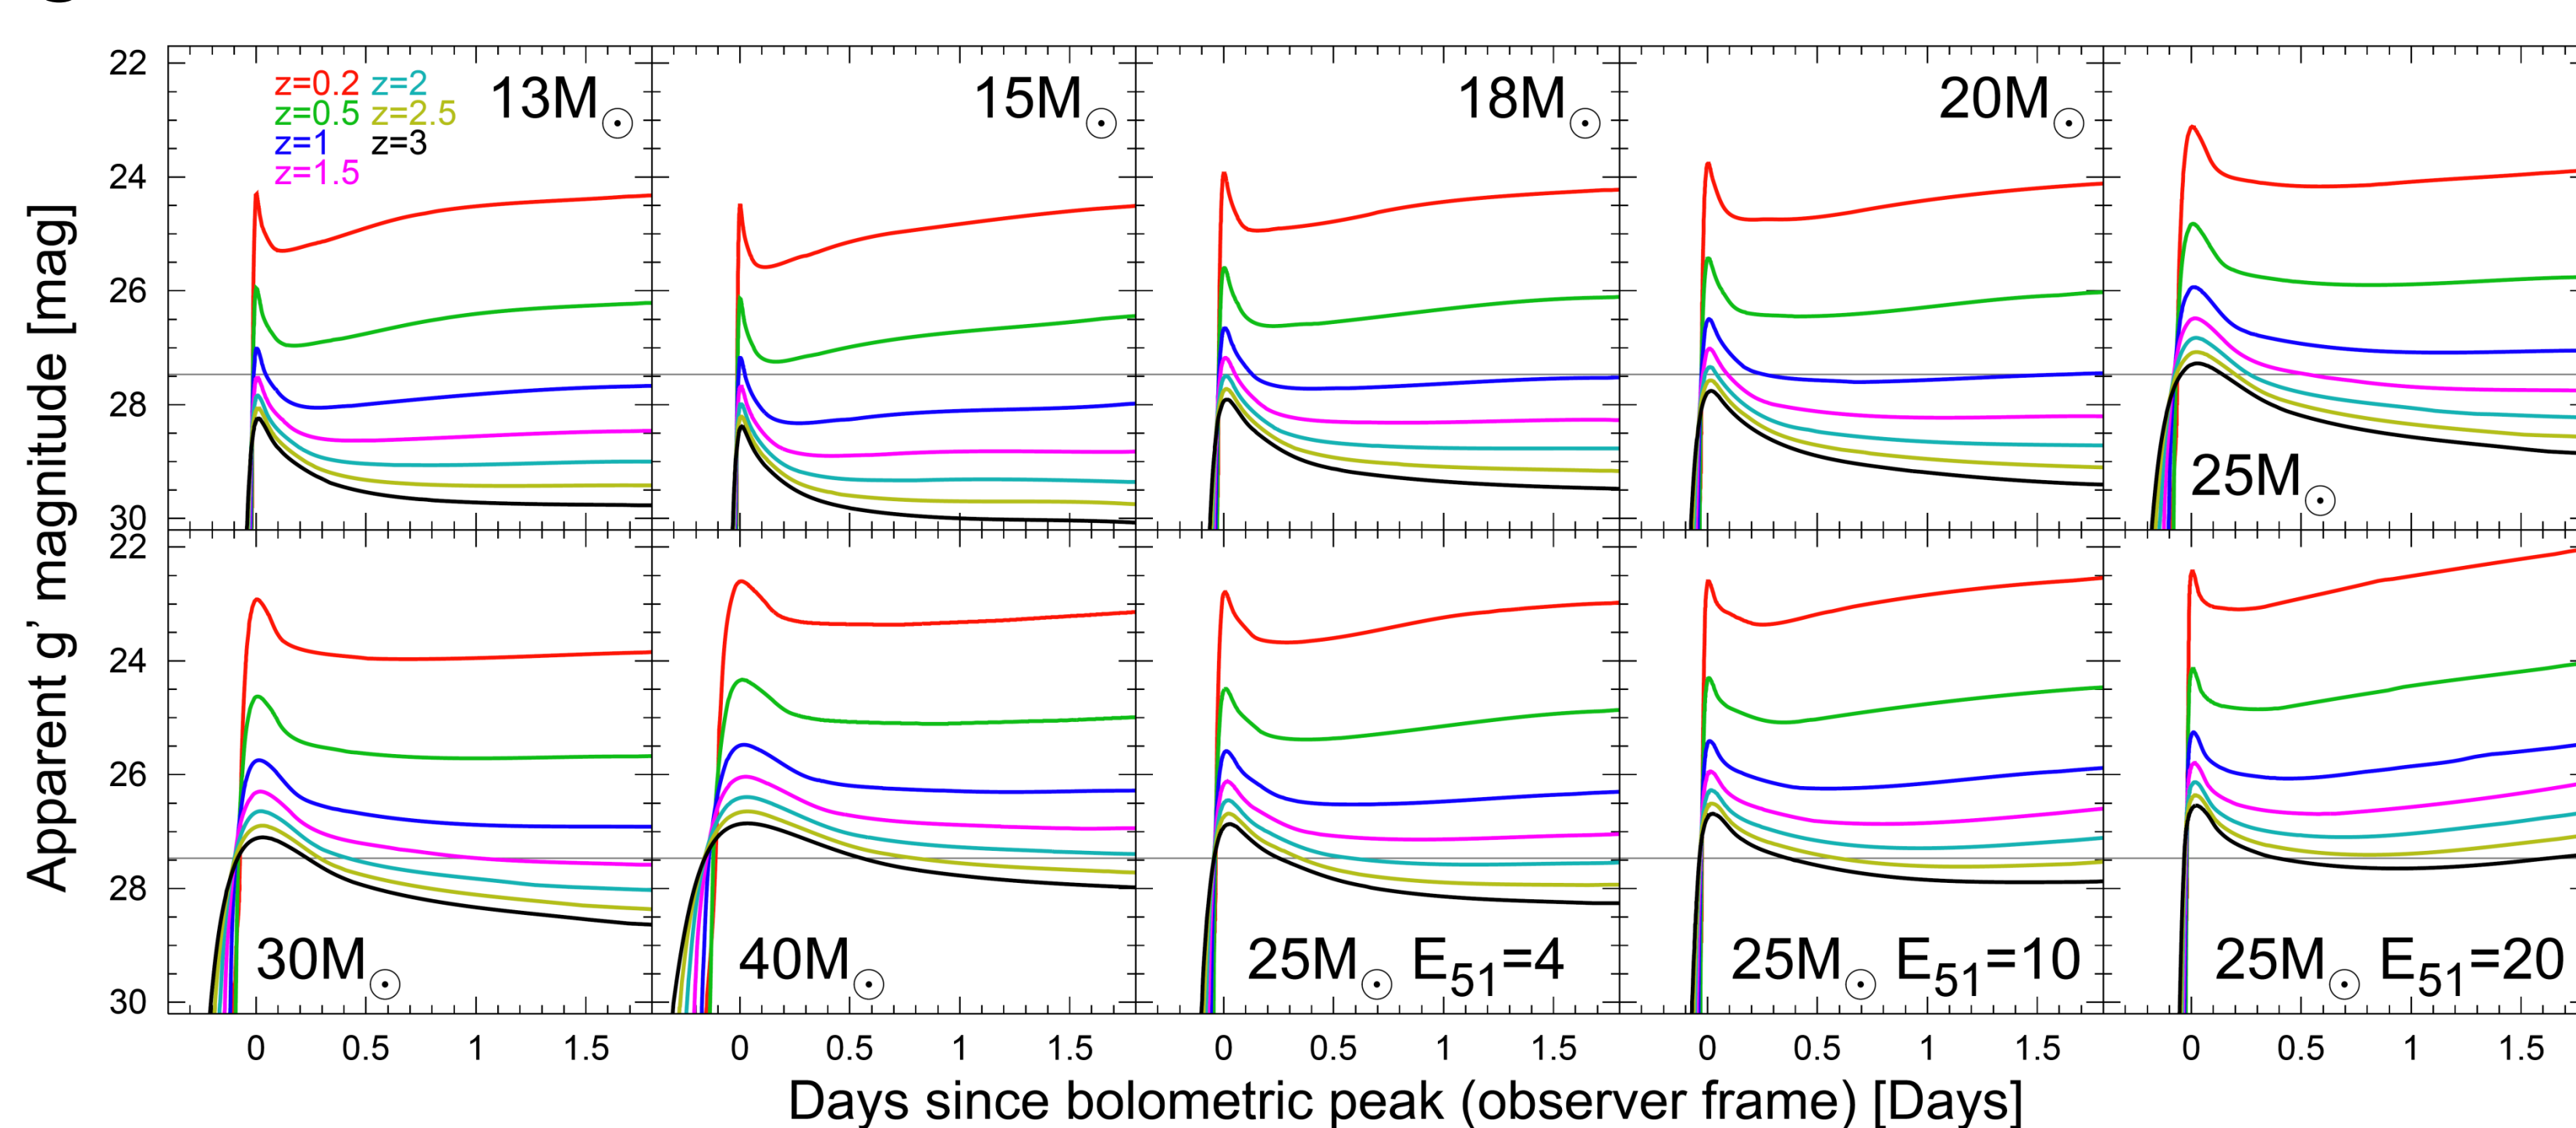 Apparent g' magnitude [mag]
22
24
26
28
30
z=0.2 z=2
z=0.5 z=2.5
z=1 z=3
z=1.5
13M☉
15M☉
18M☉
20M☉
25M☉
22
24
26
28
30
30M☉
40M☉
25M☉ E51=4
25M☉ E51=10
25M☉ E51=20
0 0.5 1 1.5
0 0.5 1 1.5
0 0.5 1 1.5
0 0.5 1 1.5
0 0.5 1 1.5
Days since bolometric peak (observer frame) [Days]